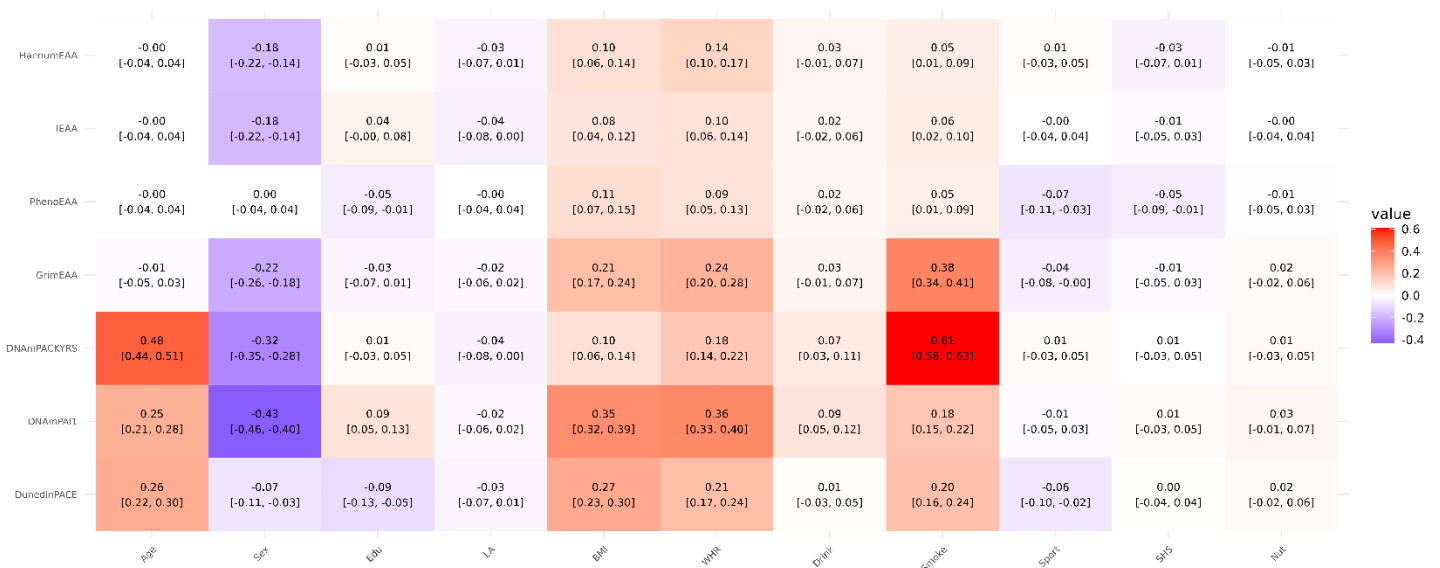 HannumEAA
-0.00 -0.18 0.01 -0.03 0.10 0.14 0.03 0.05 0.01 -0.03 -0.01
[-0.04, 0.04] [-0.22, -0.14] [-0.03, 0.05] [-0.07, 0.01] [0.06, 0.14] [0.10, 0.17] [-0.01, 0.07] [0.01, 0.09] [-0.03, 0.05] [-0.07, 0.01] [-0.05, 0.03]
IEAA
-0.00 -0.18 0.04 -0.04 0.08 0.10 0.02 0.06 -0.00 -0.01 -0.00
[-0.04, 0.04] [-0.22, -0.14] [-0.00, 0.08] [-0.08, 0.00] [0.04, 0.12] [0.06, 0.14] [-0.02, 0.06] [0.02, 0.10] [-0.04, 0.04] [-0.05, 0.03] [-0.04, 0.04]
PhenoEAA
-0.00 0.00 -0.05 -0.00 0.11 0.09 0.02 0.05 -0.07 -0.05 -0.01
[-0.04, 0.04] [-0.04, 0.04] [-0.09, -0.01] [-0.04, 0.04] [0.07, 0.15] [0.05, 0.13] [-0.02, 0.06] [0.01, 0.09] [-0.11, -0.03] [-0.09, -0.01] [-0.05, 0.03]
GrimEAA
-0.01 -0.22 -0.03 -0.02 0.21 0.24 0.03 0.38 -0.04 -0.01 0.02
[-0.05, 0.03] [-0.26, -0.18] [-0.07, 0.01] [-0.06, 0.02] [0.17, 0.24] [0.20, 0.28] [-0.01, 0.07] [0.34, 0.41] [-0.08, -0.00] [-0.05, 0.03] [-0.02, 0.06]
DNAmPACKYRS
0.48 -0.32 0.01 -0.04 0.10 0.18 0.07 0.61 0.01 0.01 0.01
[0.44, 0.51] [-0.35, -0.28] [-0.03, 0.05] [-0.08, 0.00] [0.06, 0.14] [0.14, 0.22] [0.03, 0.11] [0.58, 0.63] [-0.03, 0.05] [-0.03, 0.05] [-0.03, 0.05]
DNAmPAI1
0.25 -0.43 0.09 -0.02 0.35 0.36 0.09 0.18 -0.01 0.01 0.03
[0.21, 0.28] [-0.46, -0.40] [0.05, 0.13] [-0.06, 0.02] [0.32, 0.39] [0.33, 0.40] [0.05, 0.12] [0.15, 0.22] [-0.05, 0.03] [-0.03, 0.05] [-0.01, 0.07]
DunedinPACE
0.26 -0.07 -0.09 -0.03 0.27 0.21 0.01 0.20 -0.06 0.00 0.02
[0.22, 0.30] [-0.11, -0.03] [-0.13, -0.05] [-0.07, 0.01] [0.23, 0.30] [0.17, 0.24] [-0.03, 0.05] [0.16, 0.24] [-0.10, -0.02] [-0.04, 0.04] [-0.02, 0.06]
Age Sex Edu LA BMI WHR Drink Smoke Sport SHS Nut
value
0.6
0.4
0.2
0.0
-0.2
-0.4